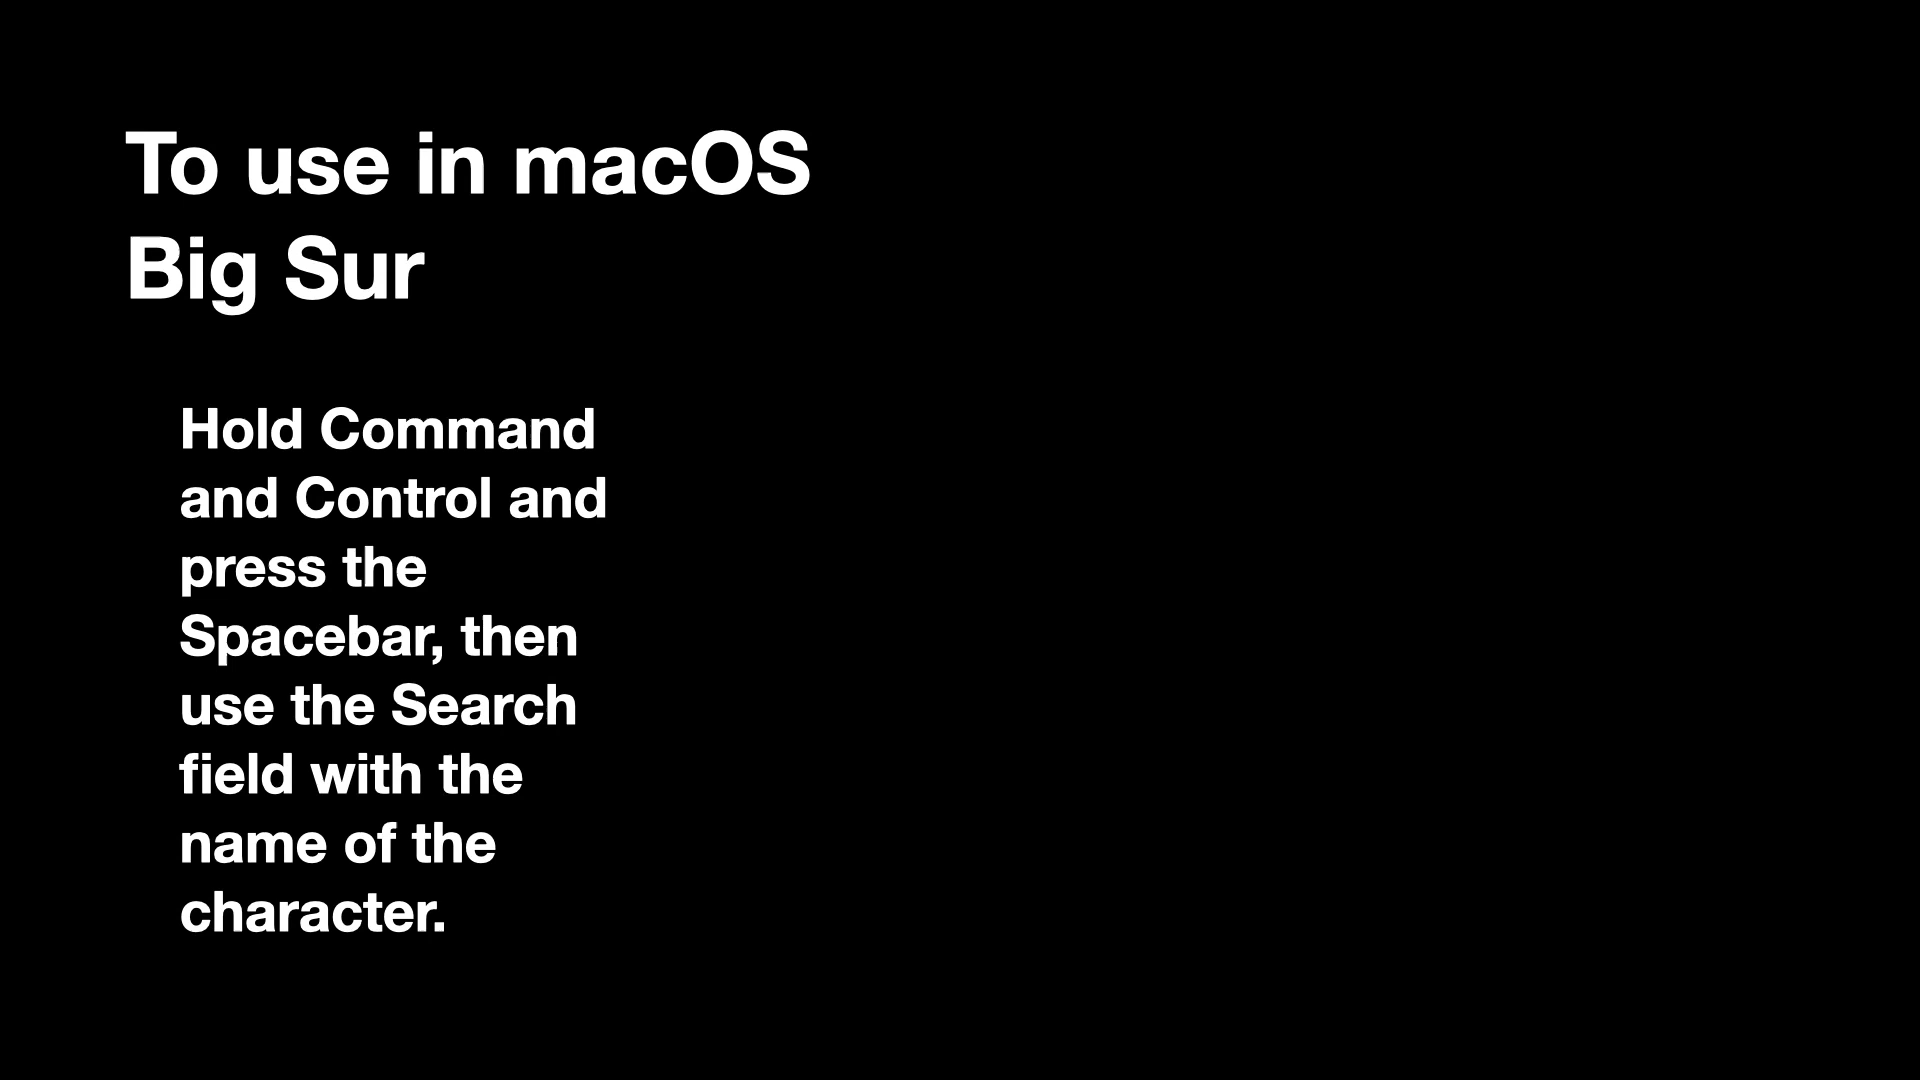 To use in macOS
Big Sur
Hold Command
and Control and
press the
Spacebar, then
use the Search
field with the
name of the
character.